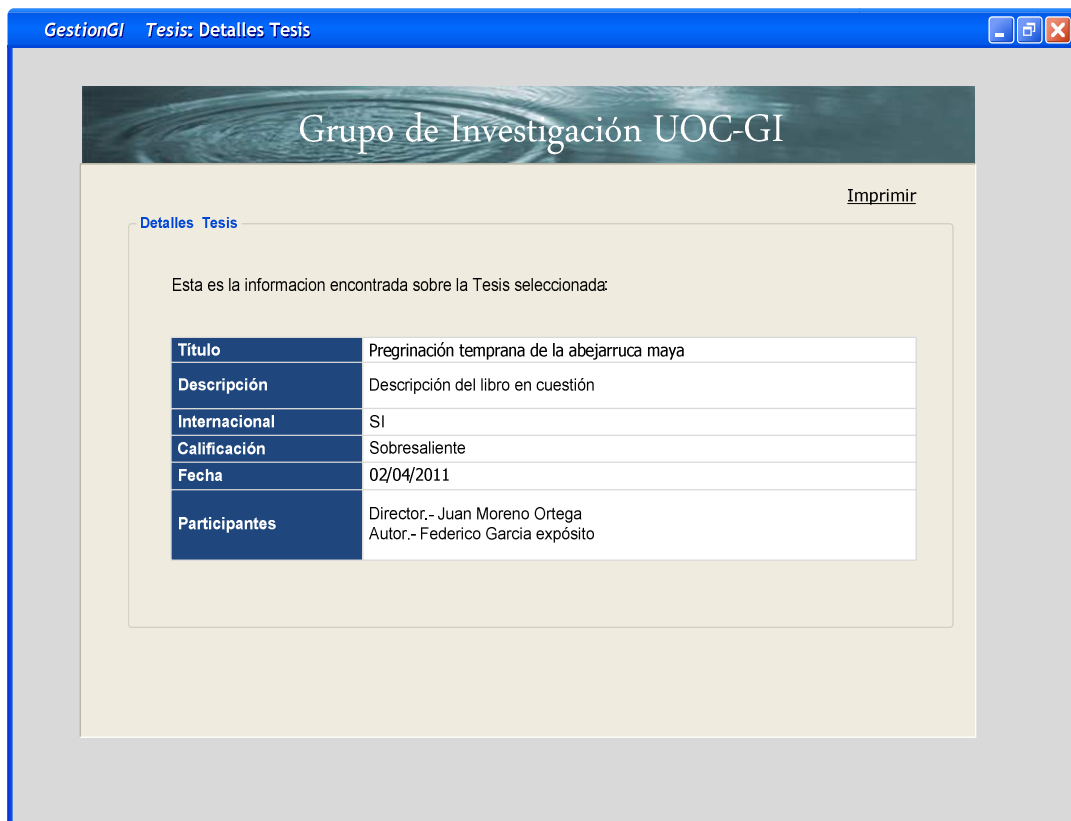 GestionGI Tesis: Detalles Tesis
Grupo de Investigación UOC-GI
Imprimir
Detalles Tesis
Esta es la informacion encontrada sobre la Tesis seleccionada:
Título Pregrinación temprana de la abejarruca maya
Descripción Descripción del libro en cuestión
Internacional SI
Calificación Sobresaliente
Fecha 02/04/2011
Participantes Director.- Juan Moreno Ortega
Autor.- Federico Garcia expósito